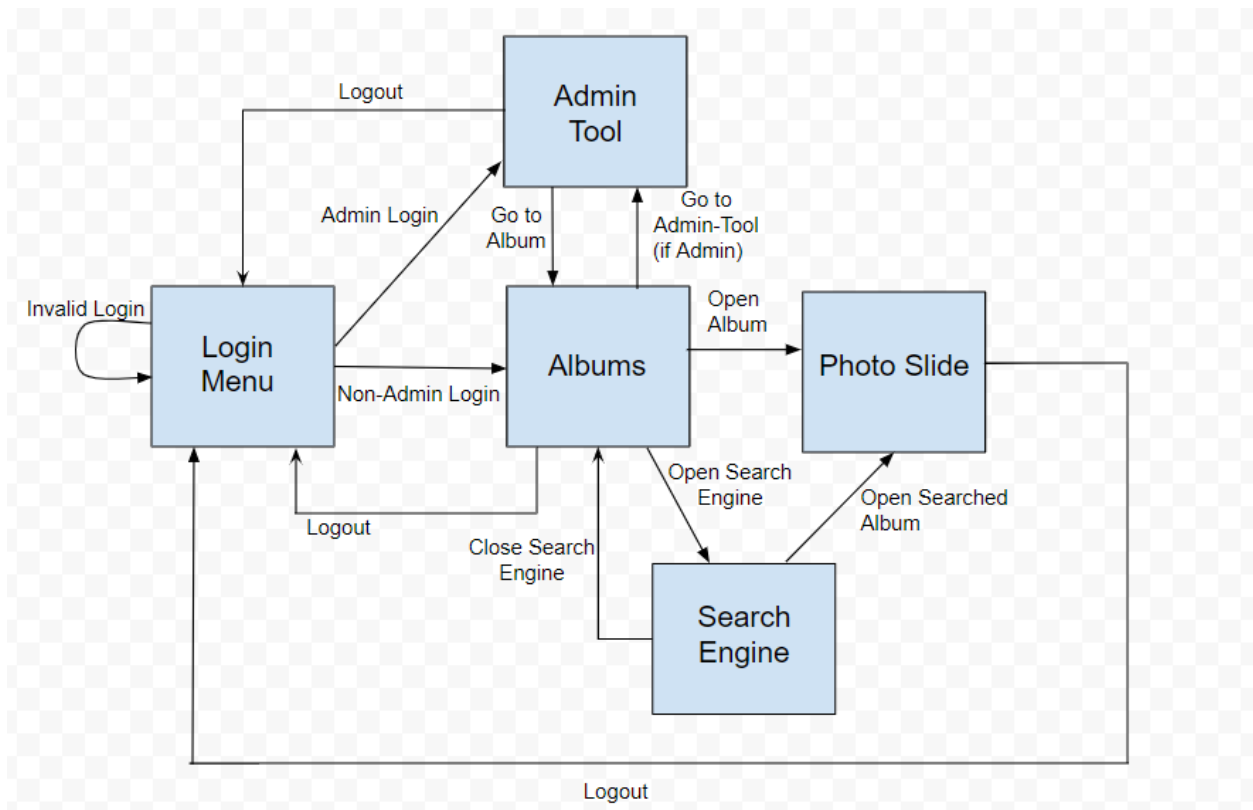 Admin
Tool
Logout
Admin Login
Go to
Album
Go to
Admin-Tool
(if Admin)
Invalid Login
Login
Menu
Non-Admin Login
Albums
Open
Album
Photo Slide
Logout
Open Search
Engine
Close Search
Engine
Open Searched
Album
Search
Engine
Logout